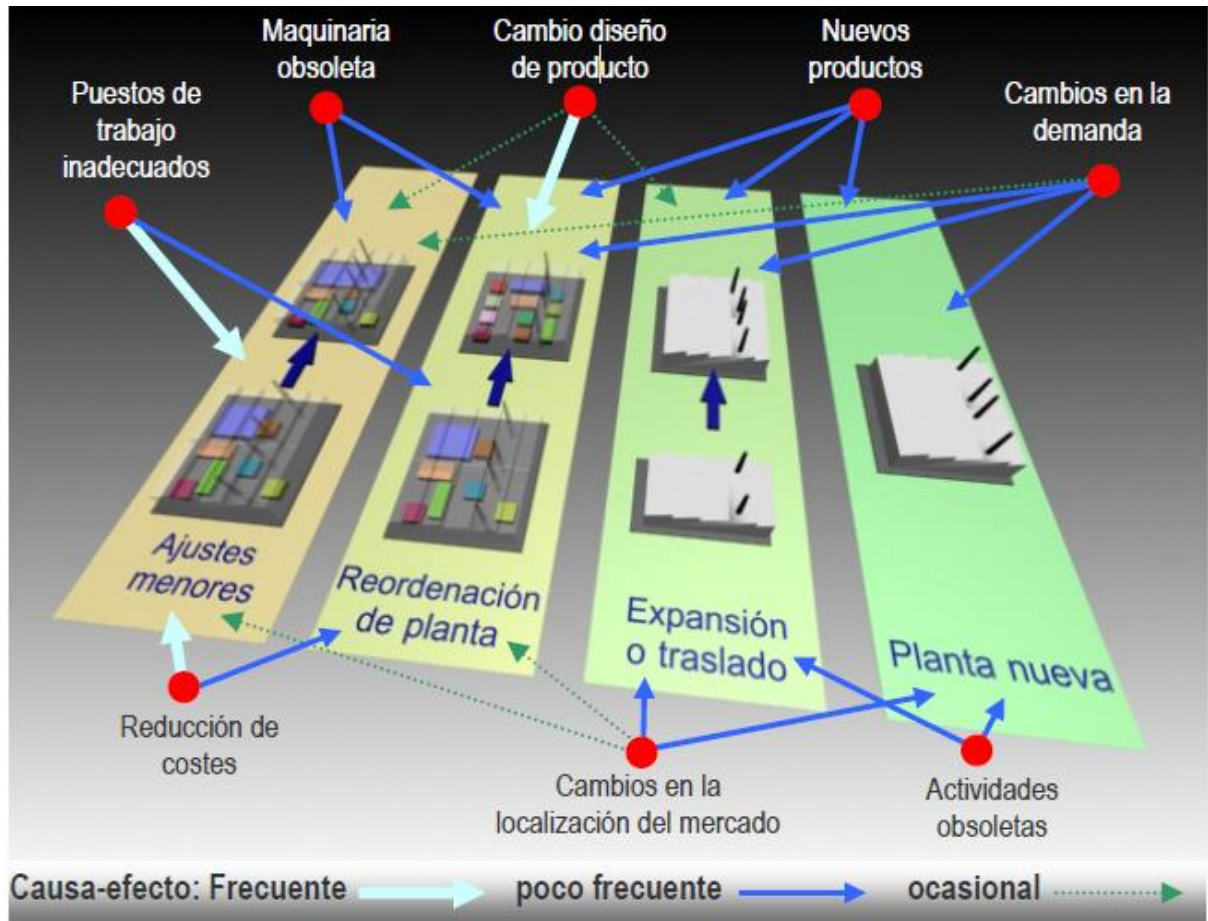 Maquinaria
obsoleta
Cambio diseño
de producto
Nuevos
productos
Puestos de
trabajo
inadecuados
Cambios en la
demanda
Ajustes
menores
Reordenación
de planta
Expansión
o traslado
Planta nueva
Reducción de
costes
Cambios en la
localización del mercado
Actividades
obsoletas
Causa-efecto: Frecuente poco frecuente ocasional